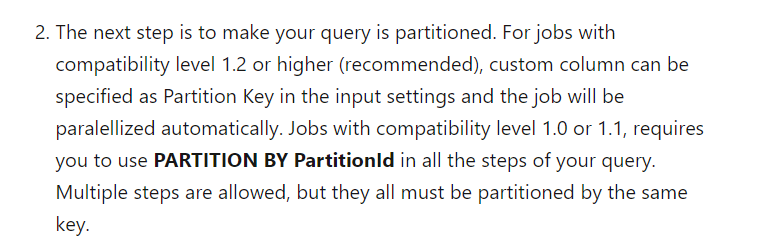 2. The next step is to make your query is partitioned. For jobs with
compatibility level 1.2 or higher (recommended), custom column can be
specified as Partition Key in the input settings and the job will be
paralellized automatically. Jobs with compatibility level 1.0 or 1.1, requires
you to use PARTITION BY PartitionId in all the steps of your query.
Multiple steps are allowed, but they all must be partitioned by the same
key.